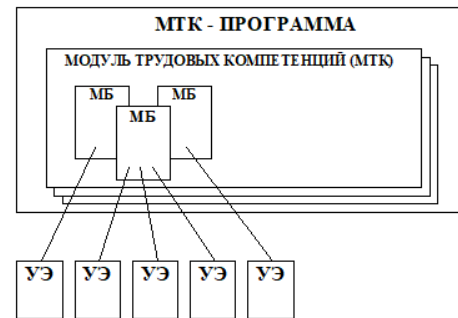 МТК - ПРОГРАММА
МОДУЛЬ ТРУДОВЫХ КОМПЕТЕНЦИЙ (МТК)
МБ МБ
МБ
УЭ УЭ УЭ УЭ УЭ